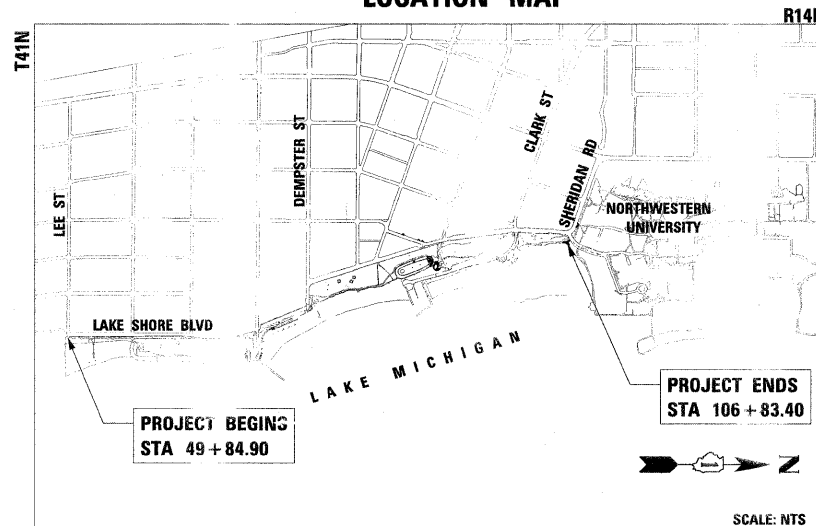 LOCATION MAP
R14
T41N
LEE ST
DEMPSTER ST
CLARK ST
SHERIDAN RD
NORTHWESTERN
UNIVERSITY
LAKE SHORE BLVD
LAKE MICHIGAN
PROJECT BEGINS
STA 49+84.90
PROJECT ENDS
STA 106+83.40
N
SCALE: NTS